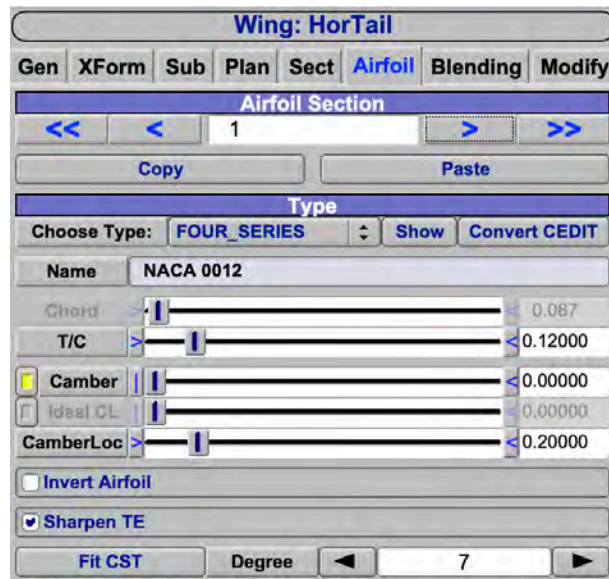 Wing: HorTail
Gen XForm Sub Plan Sect Airfoil Blending Modify
Airfoil Section
<< < 1 > >>
Copy Paste
Type
Choose Type: FOUR_SERIES Show Convert CEDIT
Name NACA 0012
Chord > < 0.087
T/C > < 0.12000
Camber | < 0.00000
Ideal CL | < 0.00000
CamberLoc > < 0.20000
Invert Airfoil
Sharpen TE
Fit CST Degree 7